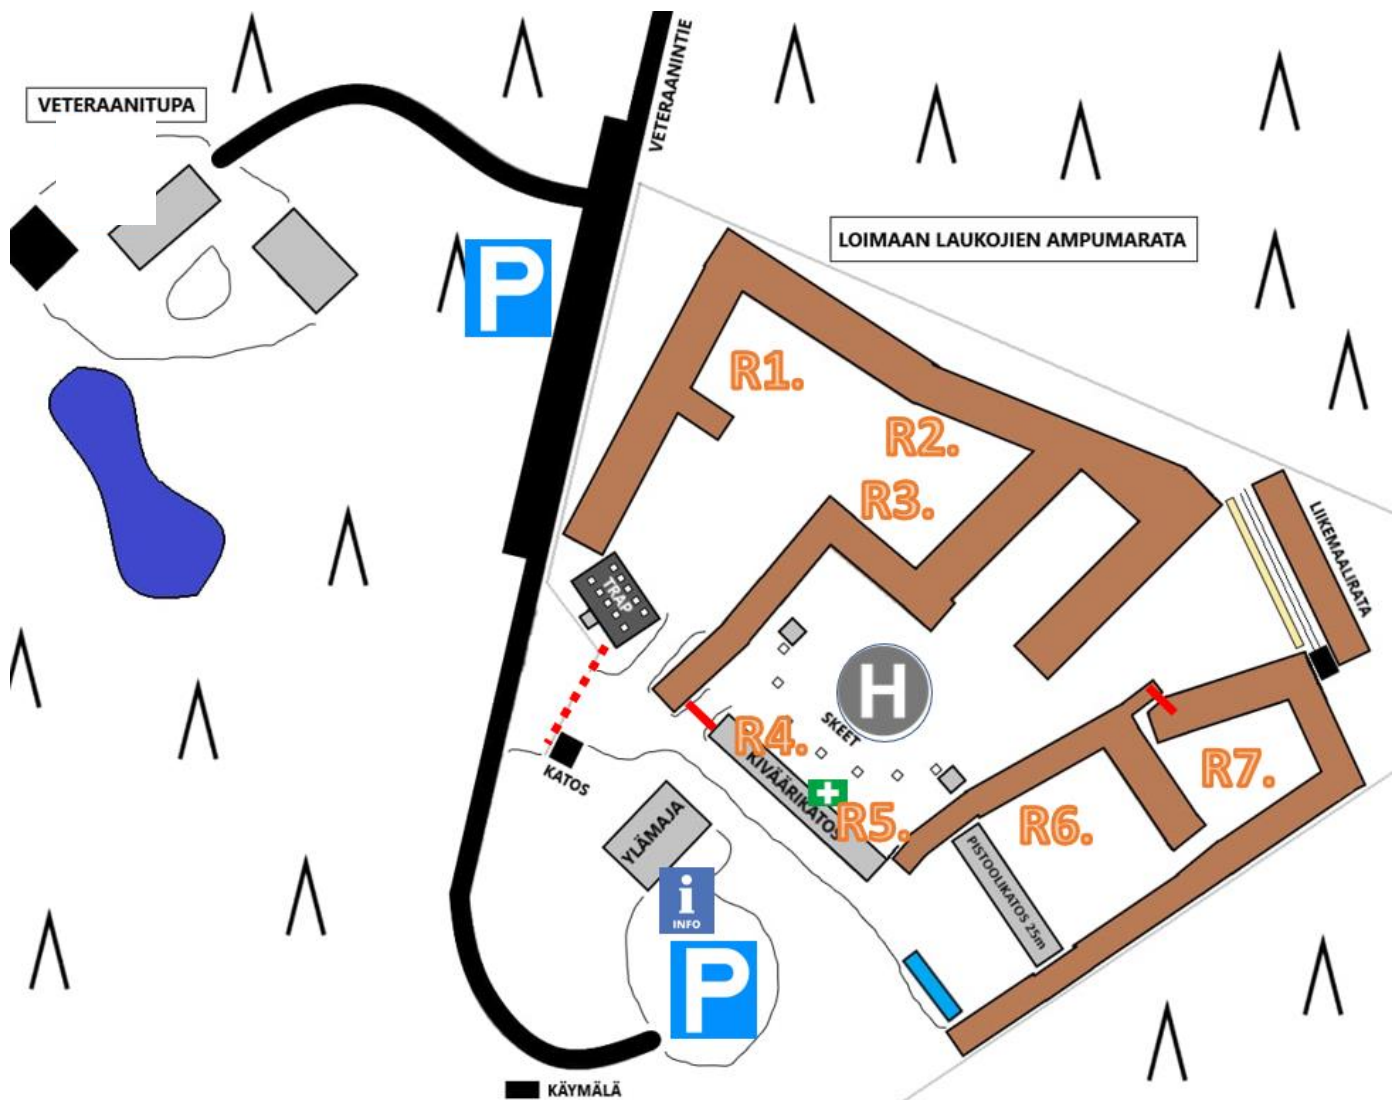 VETERAANINTIE
VETERAANITUPA
LOIMAAN LAUKOJIEN AMPUMARATA
P
R1.
R2.
R3.
LIIKEMAALIRATA
TRAP
H
SKEET
R4.
KIVÄÄRIKATOS
R5.
KATOS
YLÄMAJA
R6.
R7.
PISTOOLIKATOS 25m
i
INFO
P
KÄYMÄLÄ